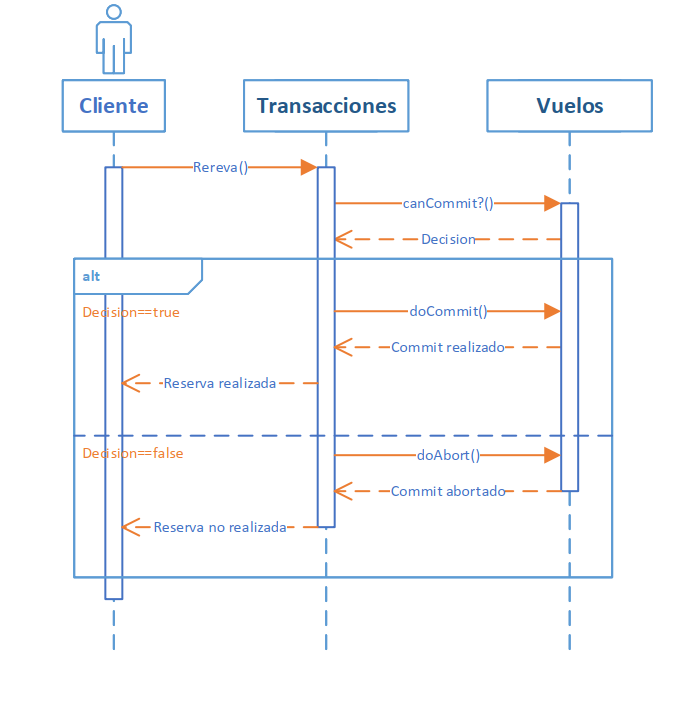 Cliente
Transacciones
Vuelos
Rereva()
canCommit?()
Decision
alt
Decision==true
doCommit()
Commit realizado
Reserva realizada
Decision==false
doAbort()
Commit abortado
Reserva no realizada